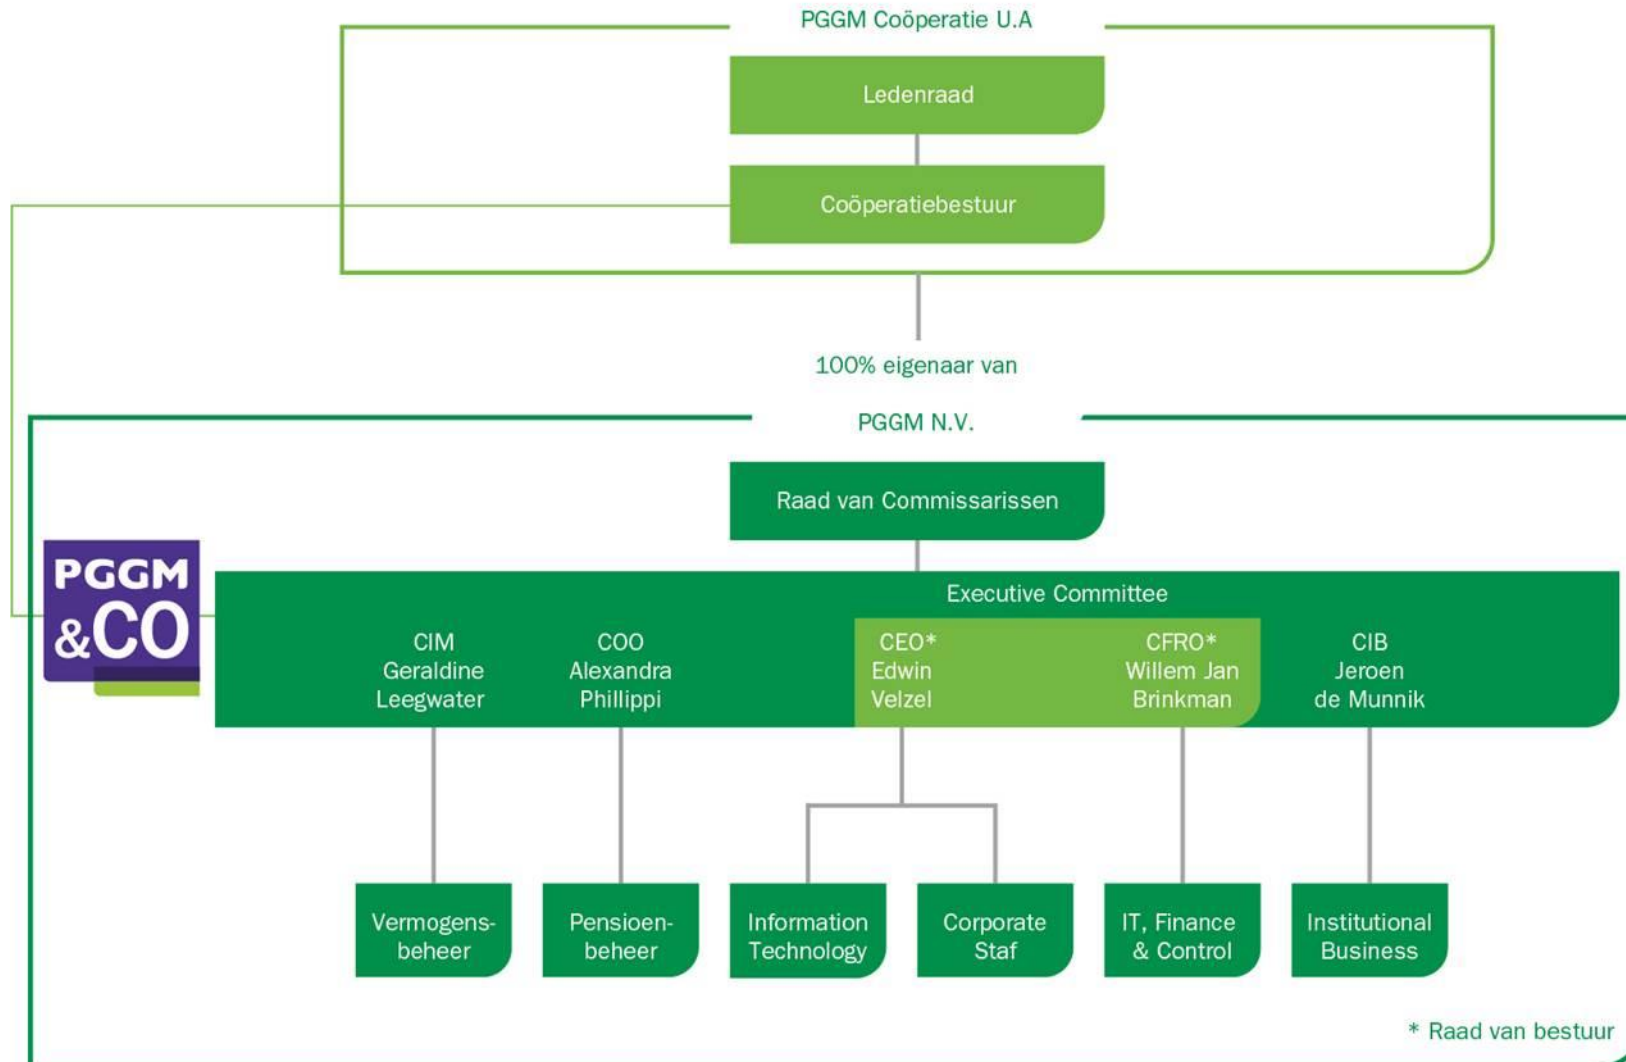 PGGM Coöperatie U.A
Ledenraad
Coöperatiebestuur
100% eigenaar van
PGGM N.V.
Raad van Commissarissen
PGGM
&CO
Executive Committee
CIM
Geraldine
Leegwater
COO
Alexandra
Phillippi
CEO*
Edwin
Velzel
CFRO*
Willem Jan
Brinkman
CIB
Jeroen
de Munnik
Vermogens-
beheer
Pensioen-
beheer
Information
Technology
Corporate
Staf
IT, Finance
& Control
Institutional
Business
* Raad van bestuur